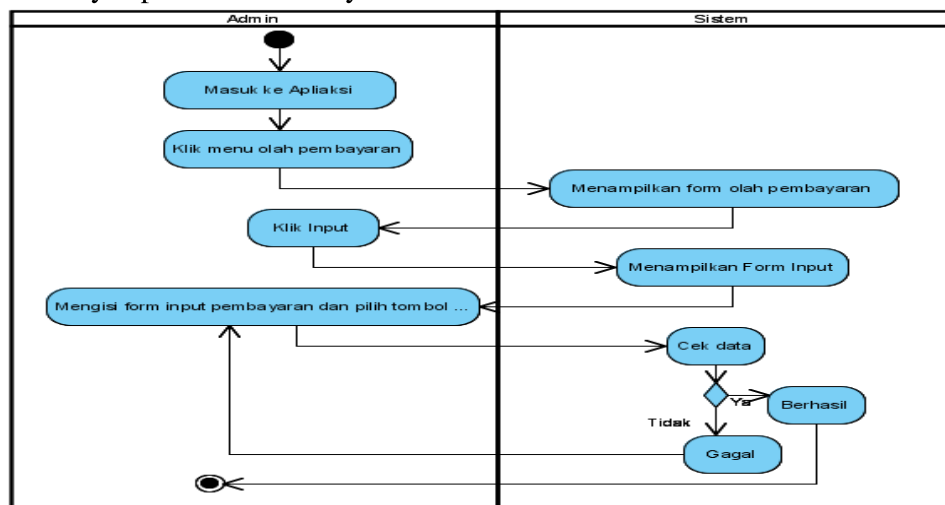 Admin
Sistem
Masuk ke Apliaksi
Klik menu olah pembayaran
Menampilkan form olah pembayaran
Klik Input
Menampilkan Form Input
Mengisi form input pembayaran dan pilih tombol ...
Cek data
Ya
Berhasil
Tidak
Gagal